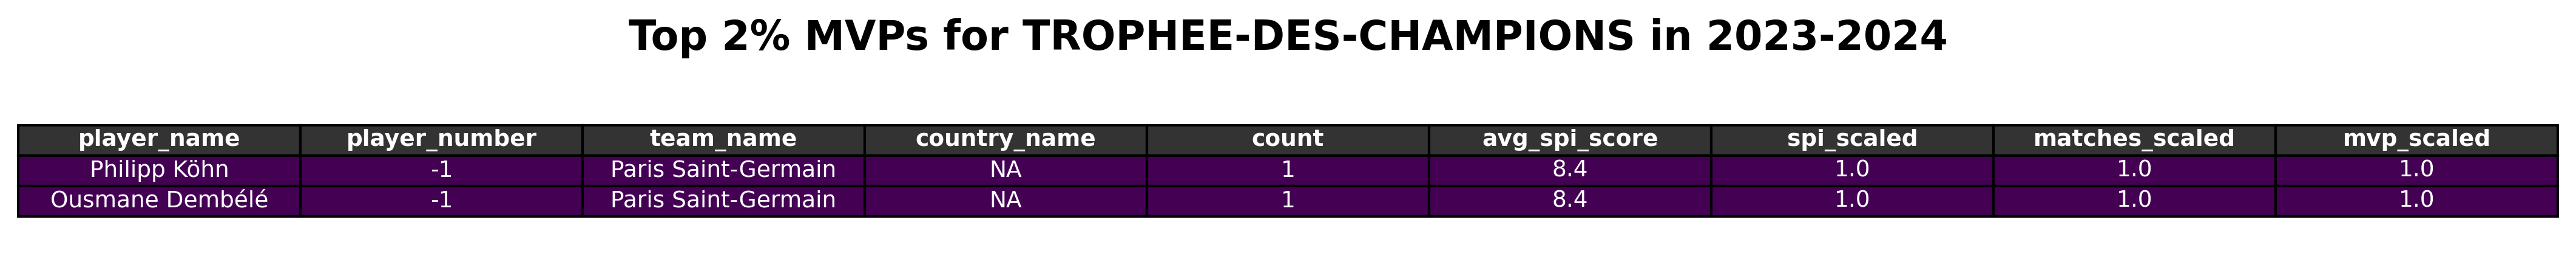 Top 2% MVPs for TROPHEE-DES-CHAMPIONS in 2023-2024
player_name player_number team_name country_name count avg_spi_score spi_scaled matches_scaled mvp_scaled
Philipp Köhn -1 Paris Saint-Germain NA 1 8.4 1.0 1.0 1.0
Ousmane Dembélé -1 Paris Saint-Germain NA 1 8.4 1.0 1.0 1.0